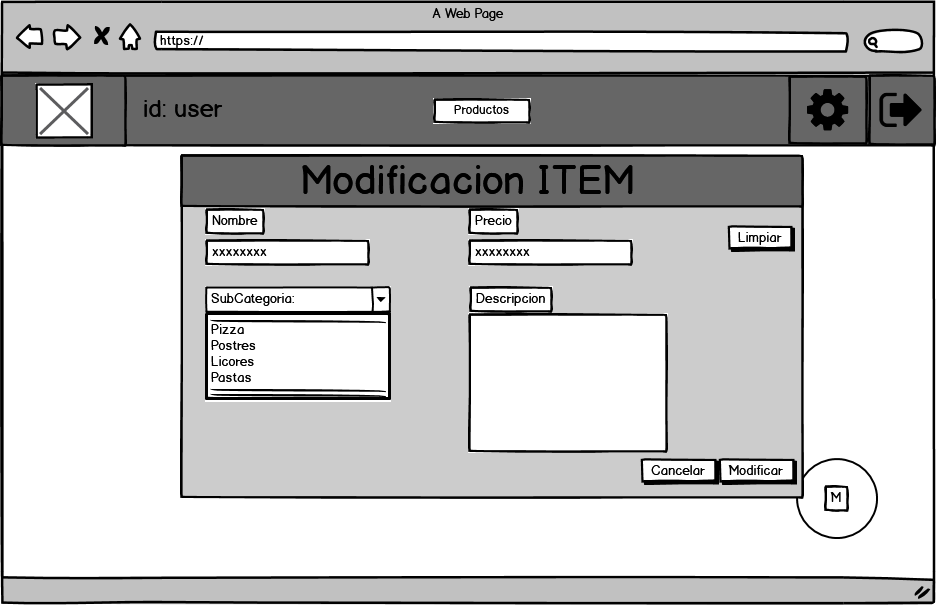 A Web Page
https://
id: user
Productos
Modificacion ITEM
Nombre
Precio
Limpiar
xxxxxxxx
xxxxxxxx
SubCategoria:
Descripcion
Pizza
Postres
Licores
Pastas
Cancelar
Modificar
M